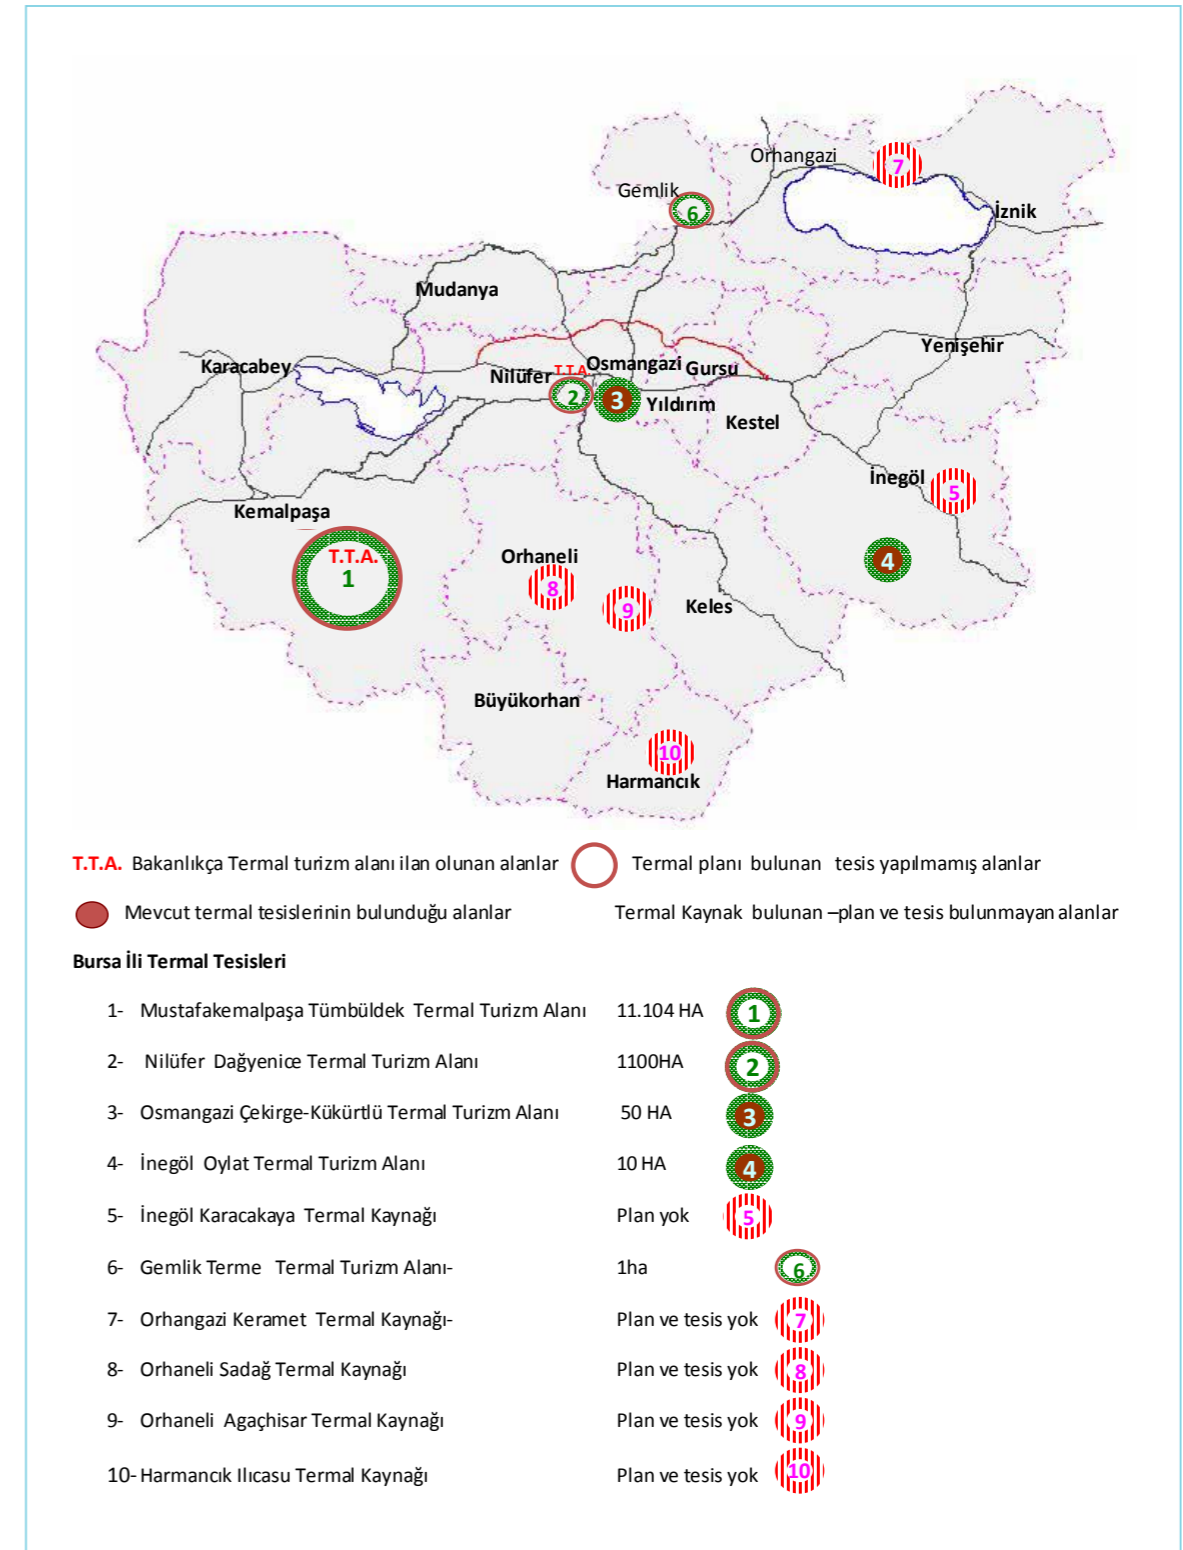 Orhangazi
7
Gemlik
6
İznik
Mudanya
Yenişehir
Karacabey
Nilüfer T.T.A. Osmangazi Gursu
2 3 Yıldırım
Kestel
İnegöl
5
Kemalpaşa
T.T.A.
1
Orhaneli
4
8
9
Keles
Büyükorhan
10
Harmancık
T.T.A. Bakanlıkça Termal turizm alanı ilan olunan alanlar Termal planı bulunan tesis yapılmamış alanlar
Mevcut termal tesislerinin bulunduğu alanlar Termal Kaynak bulunan –plan ve tesis bulunmayan alanlar
Bursa İli Termal Tesisleri
1- Mustafakemalpaşa Tümbüldek Termal Turizm Alanı 11.104 HA 1
2- Nilüfer Dağyenice Termal Turizm Alanı 1100HA 2
3- Osmangazi Çekirge-Kükürtlü Termal Turizm Alanı 50 HA 3
4- İnegöl Oylat Termal Turizm Alanı 10 HA 4
5- İnegöl Karacakaya Termal Kaynağı Plan yok 5
6- Gemlik Terme Termal Turizm Alanı- 1ha 6
7- Orhangazi Keramet Termal Kaynağı- Plan ve tesis yok 7
8- Orhaneli Sadağ Termal Kaynağı Plan ve tesis yok 8
9- Orhaneli Agaçhisar Termal Kaynağı Plan ve tesis yok 9
10- Harmancık Ilıcasu Termal Kaynağı Plan ve tesis yok 10